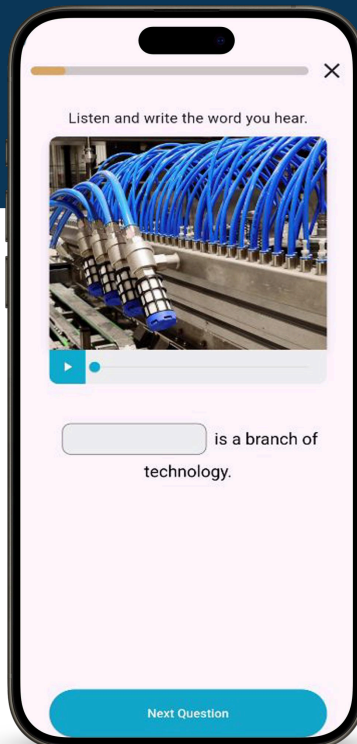 Listen and write the word you hear.
is a branch of
technology.
Next Question